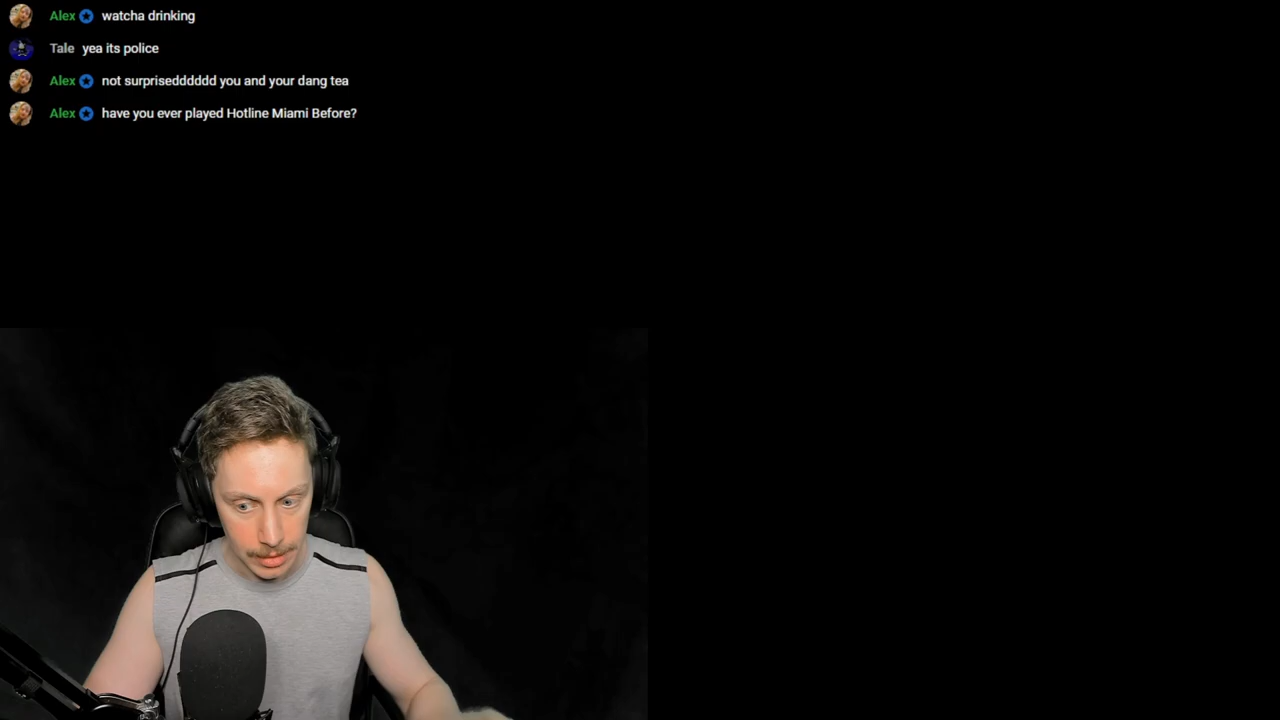 Alex watcha drinking
Tale yea its police
Alex not surprisedddddd you and your dang tea
Alex have you ever played Hotline Miami Before?